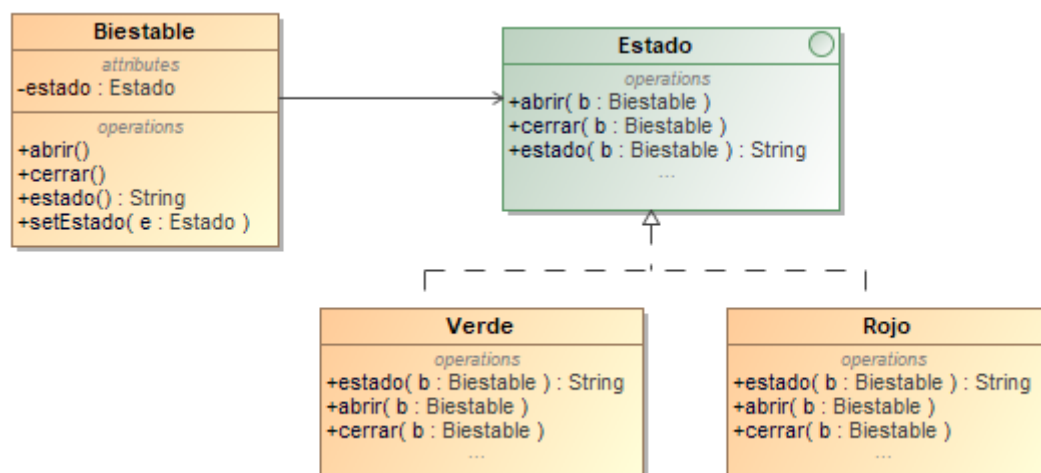 Biestable
attributes
-estado : Estado
operations
+abrir()
+cerrar()
+estado() : String
+setEstado( e : Estado )
Estado
operations
+abrir( b : Biestable )
+cerrar( b : Biestable )
+estado( b : Biestable ) : String
...
Verde
operations
+estado( b : Biestable ) : String
+abrir( b : Biestable )
+cerrar( b : Biestable )
...
Rojo
operations
+estado( b : Biestable ) : String
+abrir( b : Biestable )
+cerrar( b : Biestable )
...